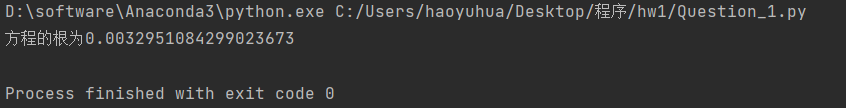 D:\software\Anaconda3\python.exe C:/Users/haoyuhua/Desktop/程序/hw1/Question_1.py
方程的根为0.0032951084299023673
Process finished with exit code 0